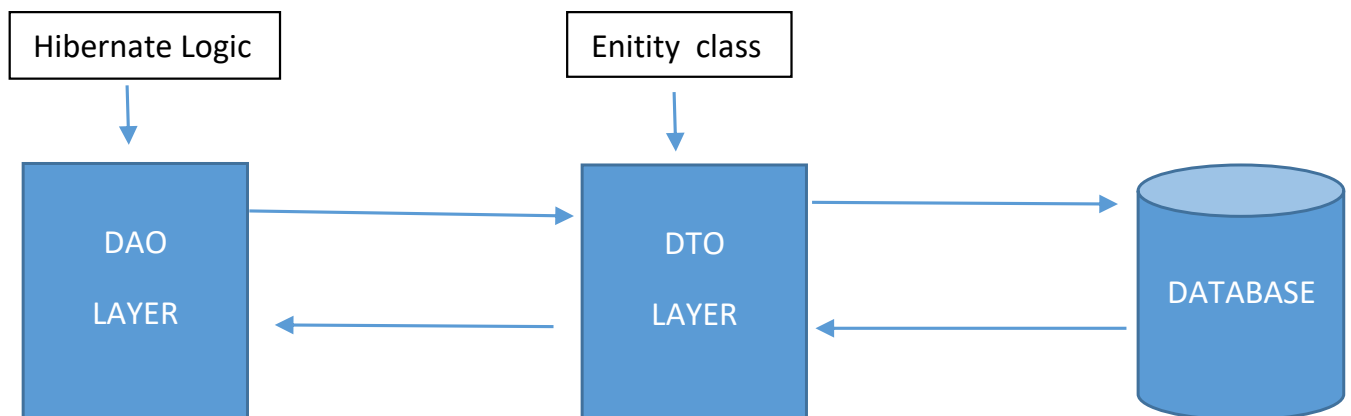 Hibernate Logic
Enitity class
DAO
LAYER
DTO
LAYER
DATABASE